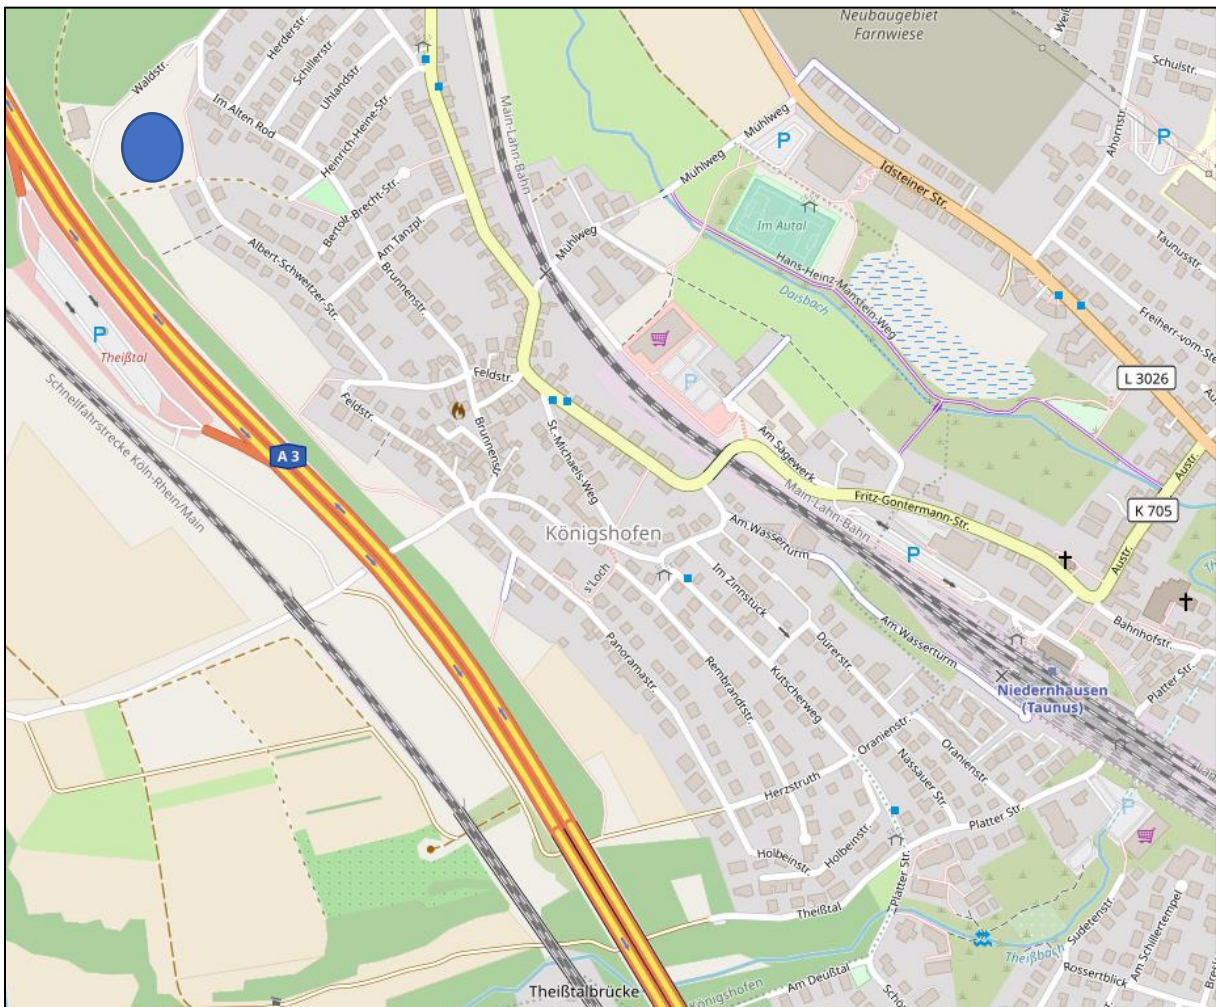 Neubaugebiet
Farnwiese
Herderstr.
Schillerstr.
Uhlandstr.
Waldstr.
Im Alten Rod
Heinrich-Heine-Str.
Main-Lahn-Bahn
Mühlweg
Mühlweg
P
Schulstr.
Ahornstr.
P
Idsteiner Str.
Bertolt-Brecht-Str.
Am Tanzpl.
Mühlweg
Im Autal
Taunusstr.
Albert-Schweitzer-Str.
Brunnenstr.
Hans-Heinz-Mansfein-Weg
Daisbach
Freiherr-vom-Ste
P
Theißtal
Schnellfahrstrecke Köln-Rhein/Main
Feldstr.
Feldstr.
P
L 3026
Brunnenstr.
St.-Michaels-Weg
A 3
Am Sägewerk
Main-Lahn-Bahn
Fritz-Gontermann-Str.
Austr.
K 705
Königshofen
Am Wasserturm
P
Austr.
s'Loch
Im Zinnstück
Am Wasserturm
Bahnhofstr.
Panoramastr.
Rembrandtstr.
Kutscherweg
Dürerstr.
Niedernhausen
(Taunus)
Platter Str.
Oranienstr.
Oranienstr.
Nassauer Str.
Herzstruth
Platter Str.
P
Holbeinstr.
Holbeinstr.
Platter Str.
Theißtal
Sudetenstr.
Am Schillertempel
Theißbach
Rossertblick
Am Deußtal
Königshofen
Theißtalbrücke